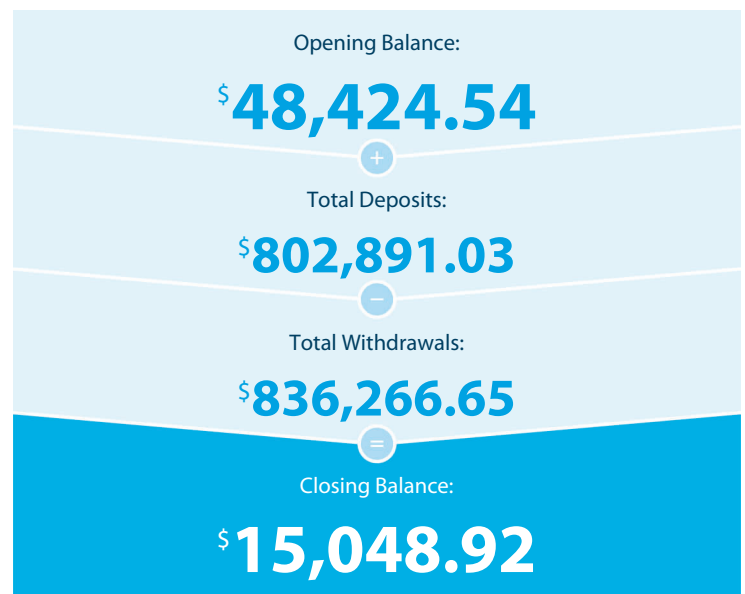 Opening Balance:
$48,424.54
+
Total Deposits:
$802,891.03
−
Total Withdrawals:
$836,266.65
=
Closing Balance:
$15,048.92